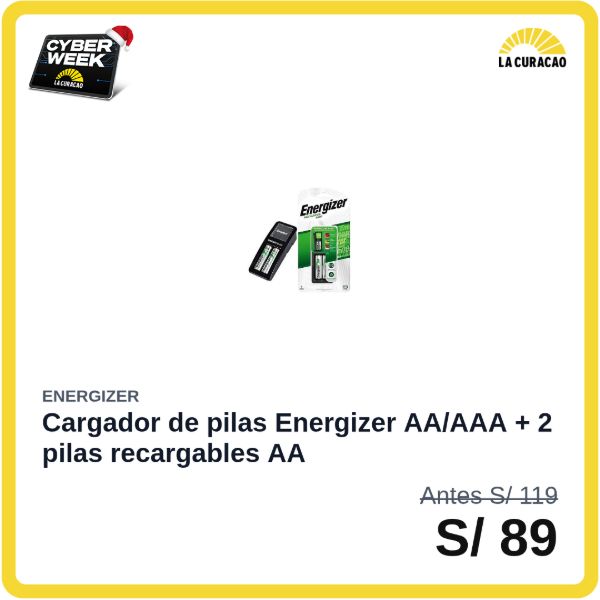 CYBER
WEEK
LA CURACAO
LA CURACAO
Energizer
ENERGIZER
Cargador de pilas Energizer AA/AAA + 2
pilas recargables AA
Antes S/ 119
S/ 89